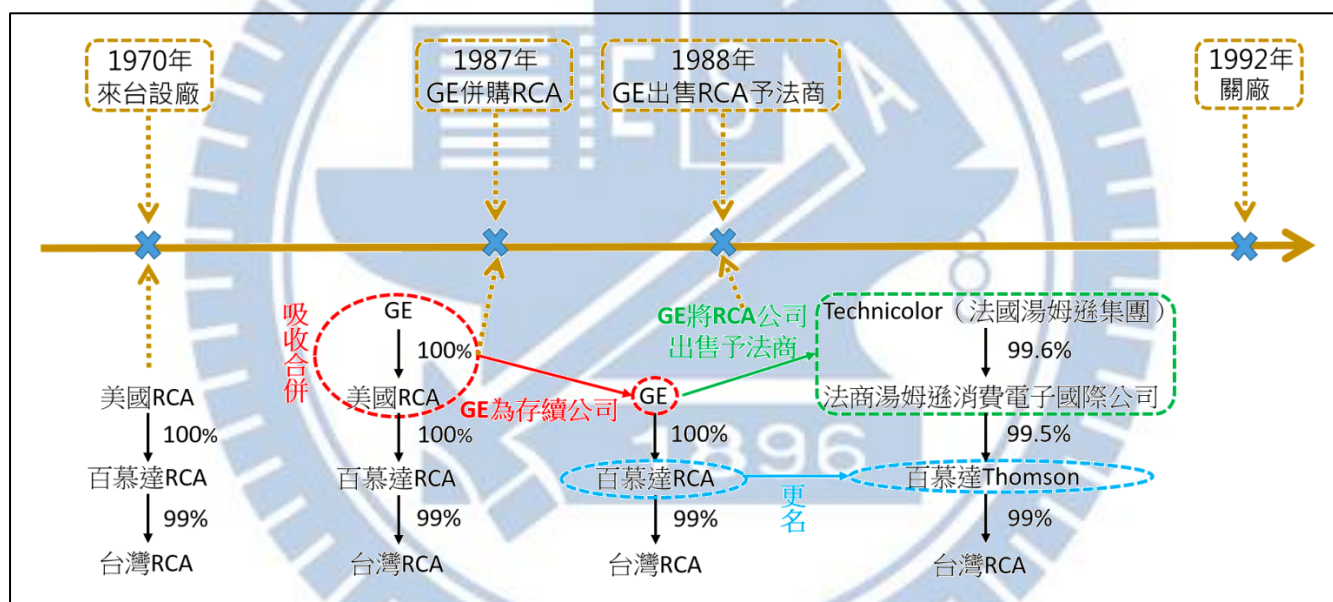 1970年
來台設廠
1987年
GE併購RCA
1988年
GE出售RCA予法商
1992年
關廠
ESA
美國RCA
100%
百慕達RCA
99%
台灣RCA
吸收合併
GE
100%
美國RCA
100%
百慕達RCA
99%
台灣RCA
GE為存續公司
GE
100%
百慕達RCA
99%
台灣RCA
GE將RCA公司
出售予法商
更名
Technicolor（法國湯姆遜集團）
99.6%
法商湯姆遜消費電子國際公司
99.5%
百慕達Thomson
99%
台灣RCA
1896